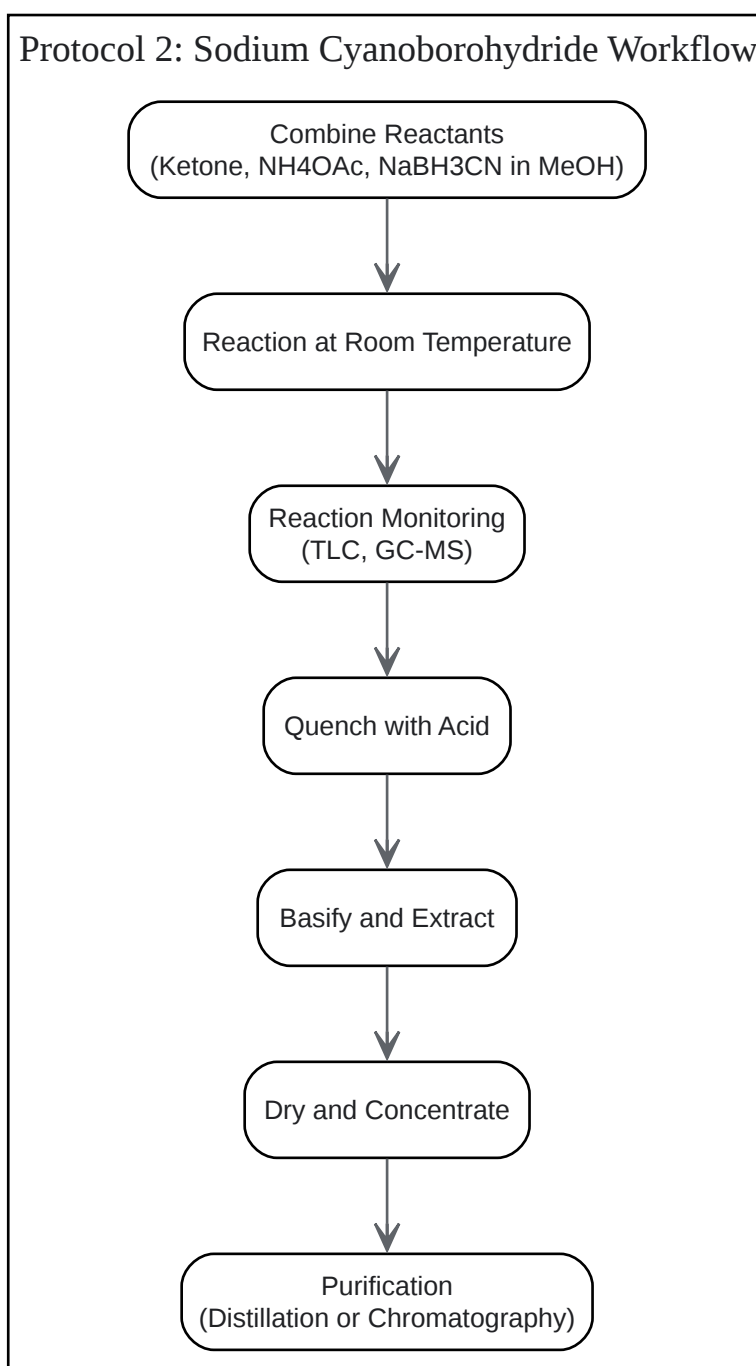 Protocol 2: Sodium Cyanoborohydride Workflow
Combine Reactants
(Ketone, NH4OAc, NaBH3CN in MeOH)
Reaction at Room Temperature
Reaction Monitoring
(TLC, GC-MS)
Quench with Acid
Basify and Extract
Dry and Concentrate
Purification
(Distillation or Chromatography)